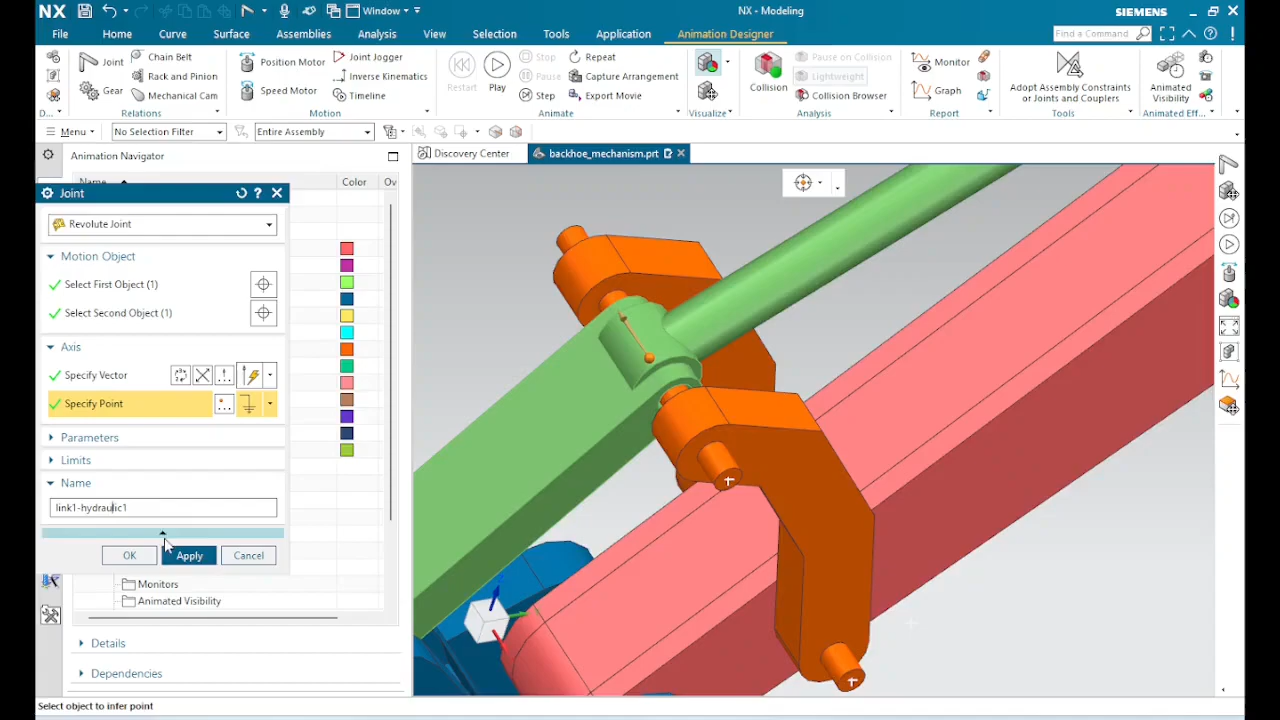 NX
Window
NX - Modeling
SIEMENS
File
Home
Curve
Surface
Assemblies
Analysis
View
Selection
Tools
Application
Animation Designer
Find a Command
Joint
Chain Belt
Gear
Rack and Pinion
Mechanical Cam
Position Motor
Joint Jogger
Speed Motor
Inverse Kinematics
Timeline
Restart
Play
Stop
Pause
Step
Repeat
Capture Arrangement
Export Movie
Collision
Pause on Collision
Lightweight
Collision Browser
Monitor
Graph
Adopt Assembly Constraints
or Joints and Couplers
Animated
Visibility
D...
Relations
Motion
Animate
Visualize
Analysis
Report
Tools
Animated Eff...
Menu
No Selection Filter
Entire Assembly
Animation Navigator
Discovery Center
backhoe_mechanism.prt
Name
Color
Ov
Joint
Revolute Joint
Motion Object
Select First Object (1)
Select Second Object (1)
Axis
Specify Vector
Specify Point
Parameters
Limits
Name
link1-hydraulic1
OK
Apply
Cancel
Monitors
Animated Visibility
Details
Dependencies
Select object to infer point